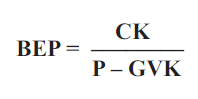 CK
BEP =
P – GVK